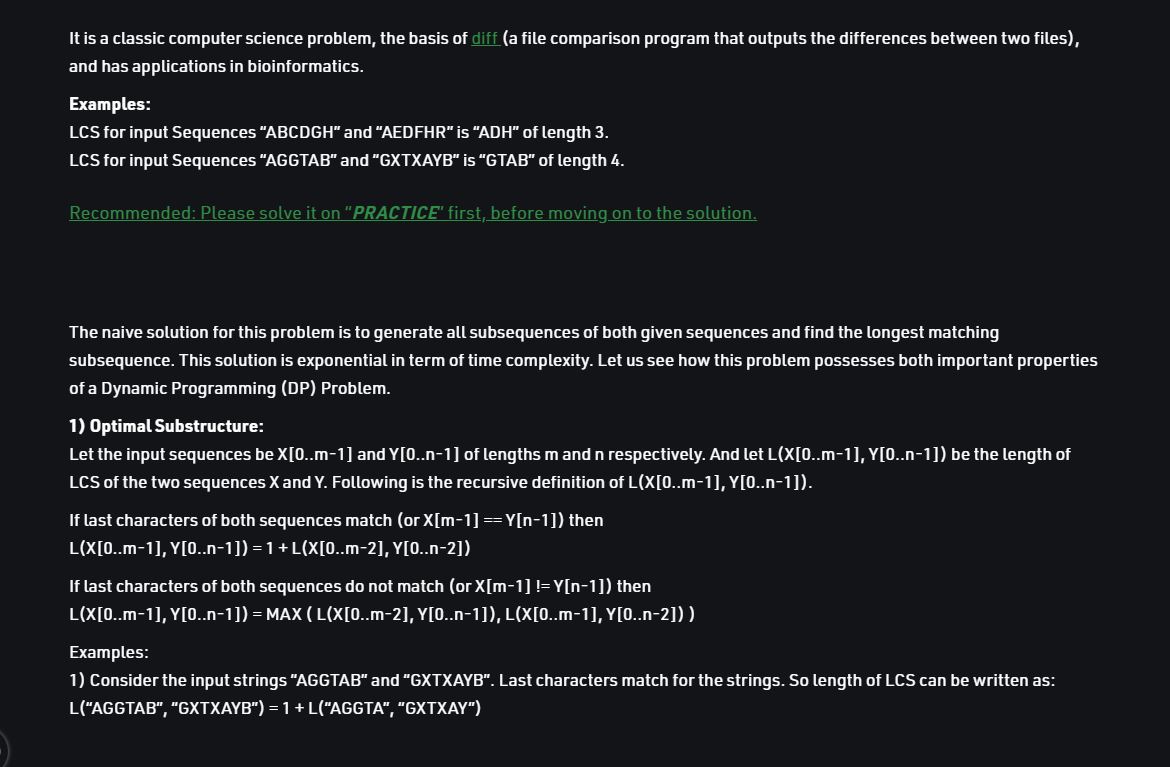 It is a classic computer science problem, the basis of diff (a file comparison program that outputs the differences between two files),
and has applications in bioinformatics.
Examples:
LCS for input Sequences “ABCDGH” and “AEDFHR” is “ADH” of length 3.
LCS for input Sequences “AGGTAB” and “GXTXAYB” is “GTAB” of length 4.
Recommended: Please solve it on “PRACTICE” first, before moving on to the solution.
The naive solution for this problem is to generate all subsequences of both given sequences and find the longest matching
subsequence. This solution is exponential in term of time complexity. Let us see how this problem possesses both important properties
of a Dynamic Programming (DP) Problem.
1) Optimal Substructure:
Let the input sequences be X[0..m-1] and Y[0..n-1] of lengths m and n respectively. And let L(X[0..m-1], Y[0..n-1]) be the length of
LCS of the two sequences X and Y. Following is the recursive definition of L(X[0..m-1], Y[0..n-1]).
If last characters of both sequences match (or X[m-1] == Y[n-1]) then
L(X[0..m-1], Y[0..n-1]) = 1 + L(X[0..m-2], Y[0..n-2])
If last characters of both sequences do not match (or X[m-1] != Y[n-1]) then
L(X[0..m-1], Y[0..n-1]) = MAX ( L(X[0..m-2], Y[0..n-1]), L(X[0..m-1], Y[0..n-2]) )
Examples:
1) Consider the input strings “AGGTAB” and “GXTXAYB”. Last characters match for the strings. So length of LCS can be written as:
L(“AGGTAB”, “GXTXAYB”) = 1 + L(“AGGTA”, “GXTXAY”)